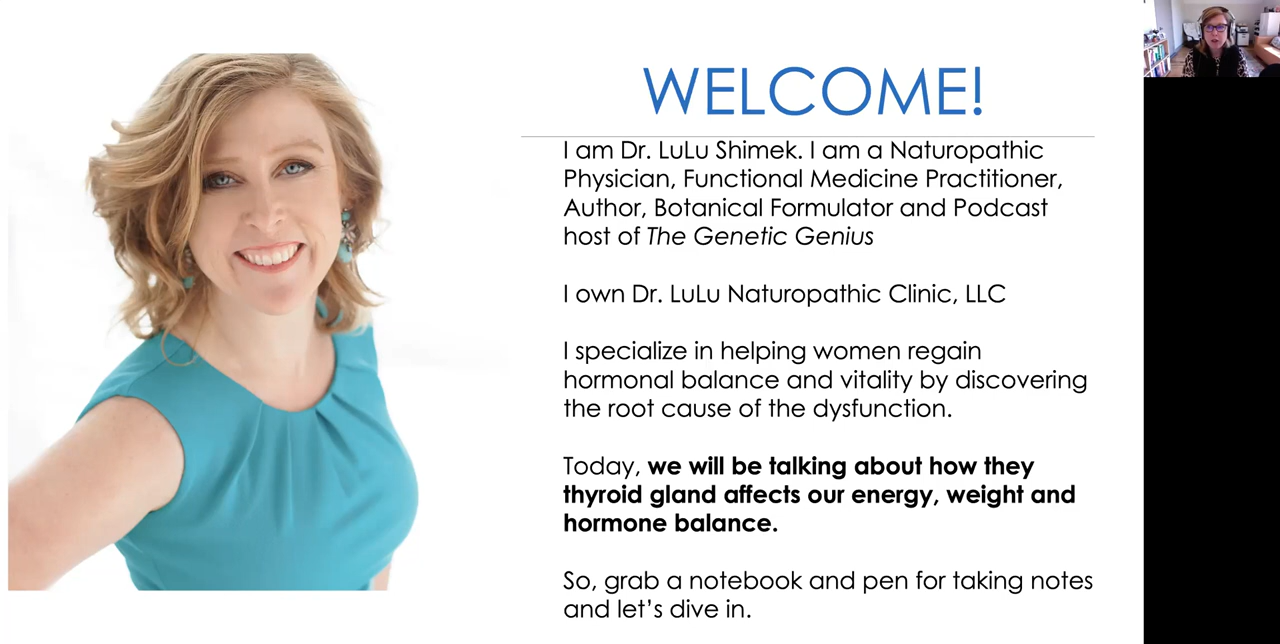 WELCOME!
I am Dr. LuLu Shimek. I am a Naturopathic
Physician, Functional Medicine Practitioner,
Author, Botanical Formulator and Podcast
host of The Genetic Genius
I own Dr. LuLu Naturopathic Clinic, LLC
I specialize in helping women regain
hormonal balance and vitality by discovering
the root cause of the dysfunction.
Today, we will be talking about how they
thyroid gland affects our energy, weight and
hormone balance.
So, grab a notebook and pen for taking notes
and let's dive in.